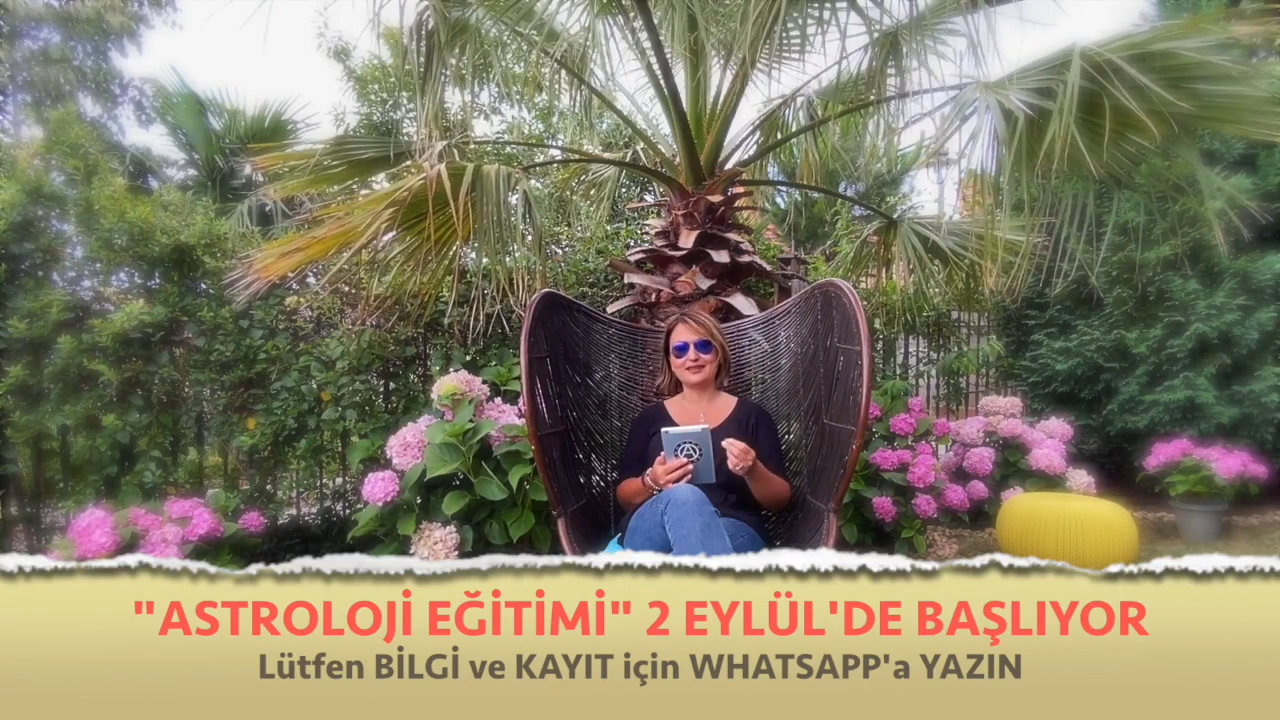 "ASTROLOJİ EĞİTİMİ" 2 EYLÜL'DE BAŞLIYOR
Lütfen BİLGİ ve KAYIT için WHATSAPP'a YAZIN